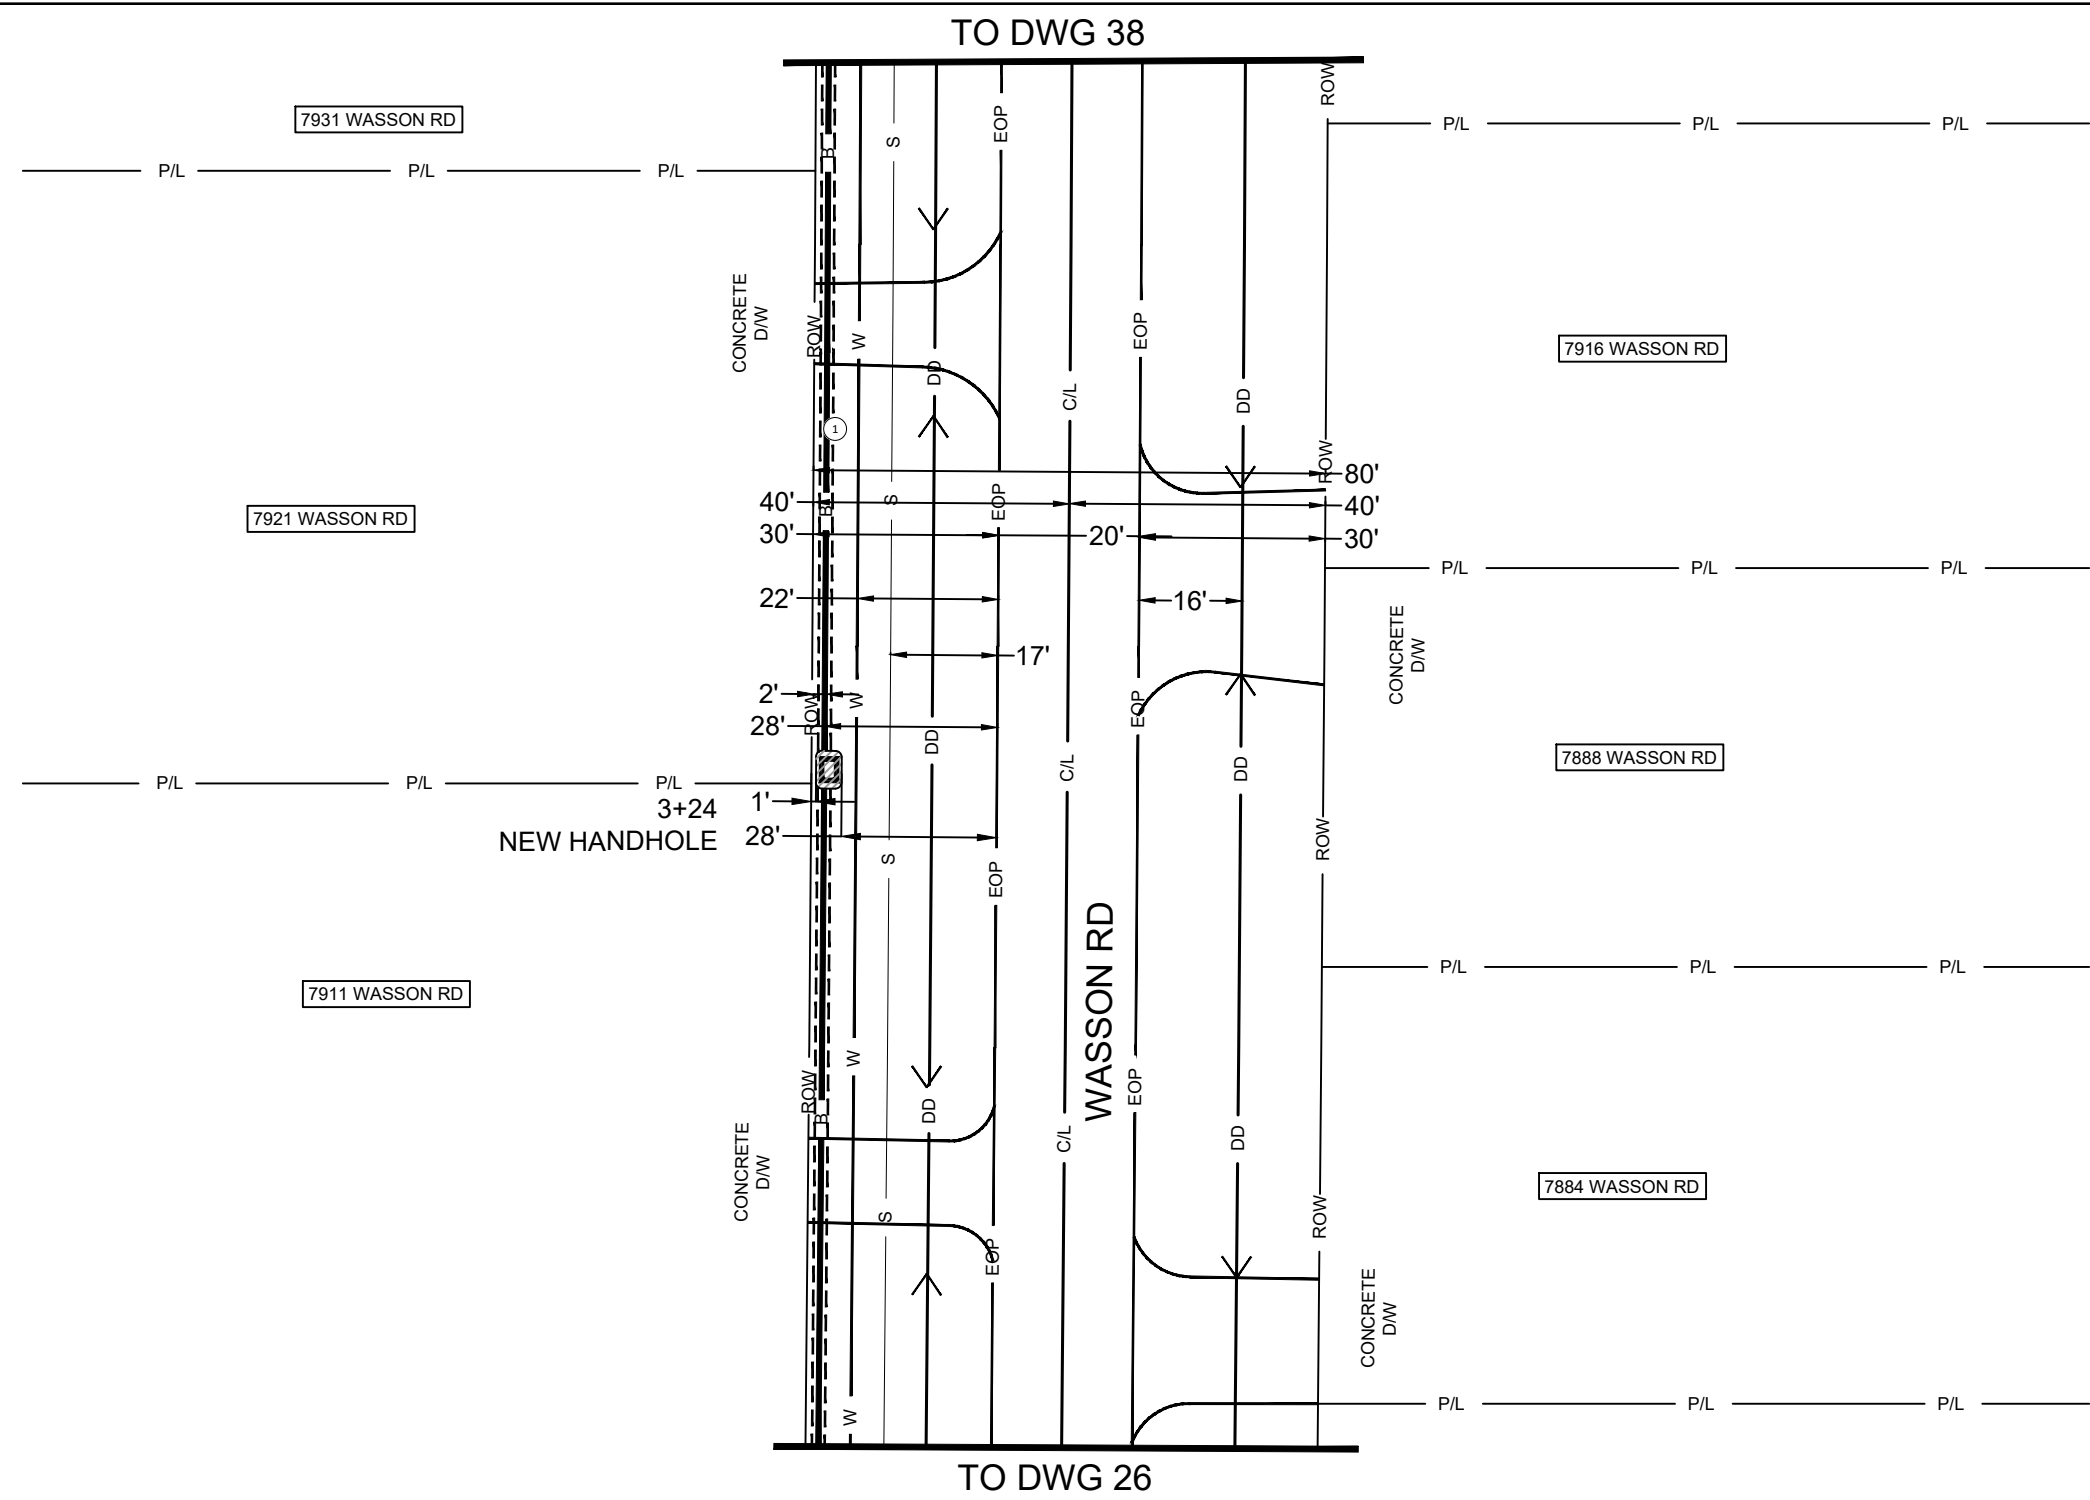 TO DWG 38
ROW
7931 WASSON RD
EOP
P/L P/L P/L
S
B
P/L P/L P/L
CONCRETE
D/W
ROW
W
EOP
7916 WASSON RD
DD
C/L
DD
1
ROW
80'
40'
S
EOP
40'
B
7921 WASSON RD
30'
20'
30'
P/L P/L P/L
22'
16'
CONCRETE
D/W
17'
2'
W
ROW
EOP
28'
DD
C/L
DD
7888 WASSON RD
P/L P/L P/L
1'
3+24
NEW HANDHOLE
28'
ROW
S
EOP
WASSON RD
P/L P/L P/L
7911 WASSON RD
W
EOP
ROW
B
DD
C/L
DD
CONCRETE
D/W
7884 WASSON RD
S
ROW
EOP
CONCRETE
D/W
W
P/L P/L P/L
TO DWG 26